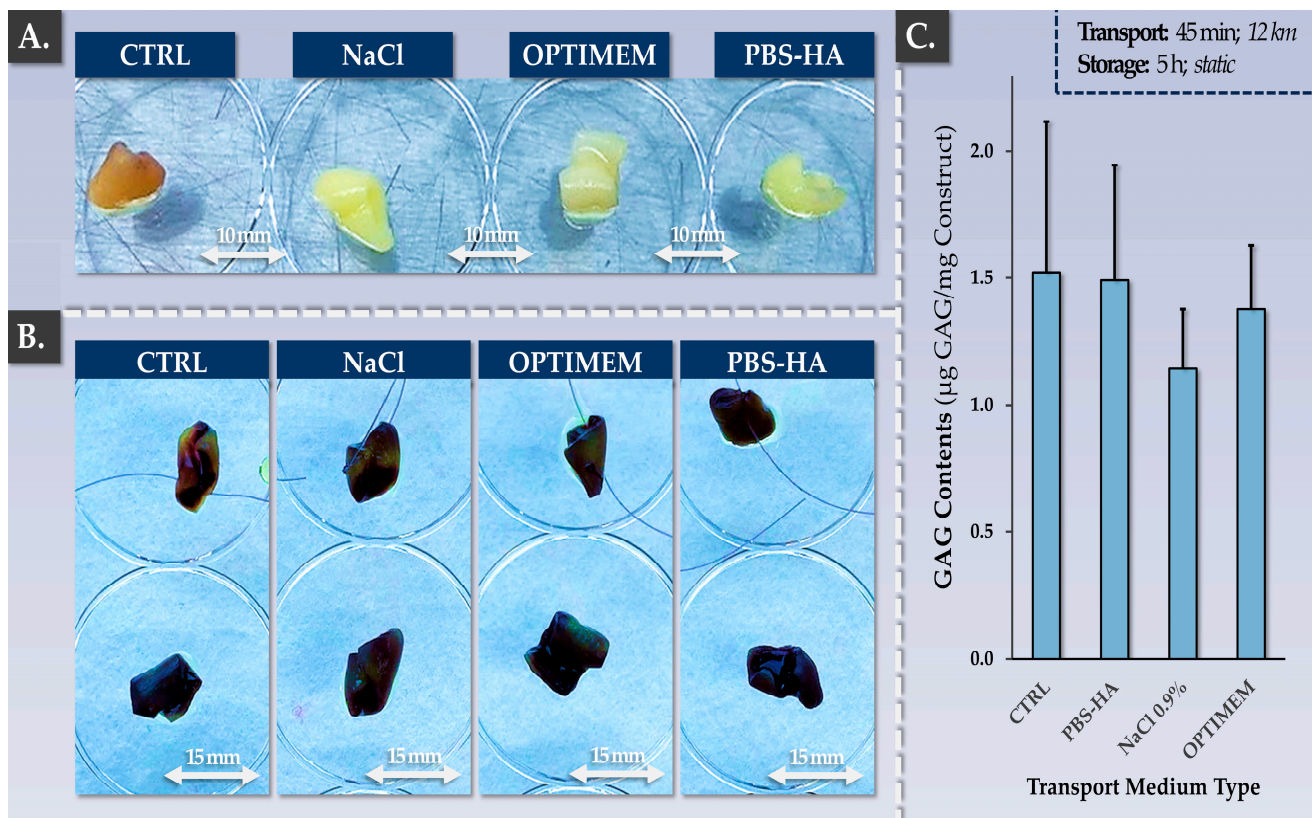 A.
CTRL
NaCl
OPTIMEM
PBS-HA
10 mm
10 mm
10 mm
B.
CTRL
NaCl
OPTIMEM
PBS-HA
15 mm
15 mm
15 mm
15 mm
C.
Transport: 45 min; 12 km
Storage: 5 h; static
GAG Contents (µg GAG/mg Construct)
2.0
1.5
1.0
0.5
0.0
CTRL
PBS-HA
NaCl 0.9%
OPTIMEM
Transport Medium Type